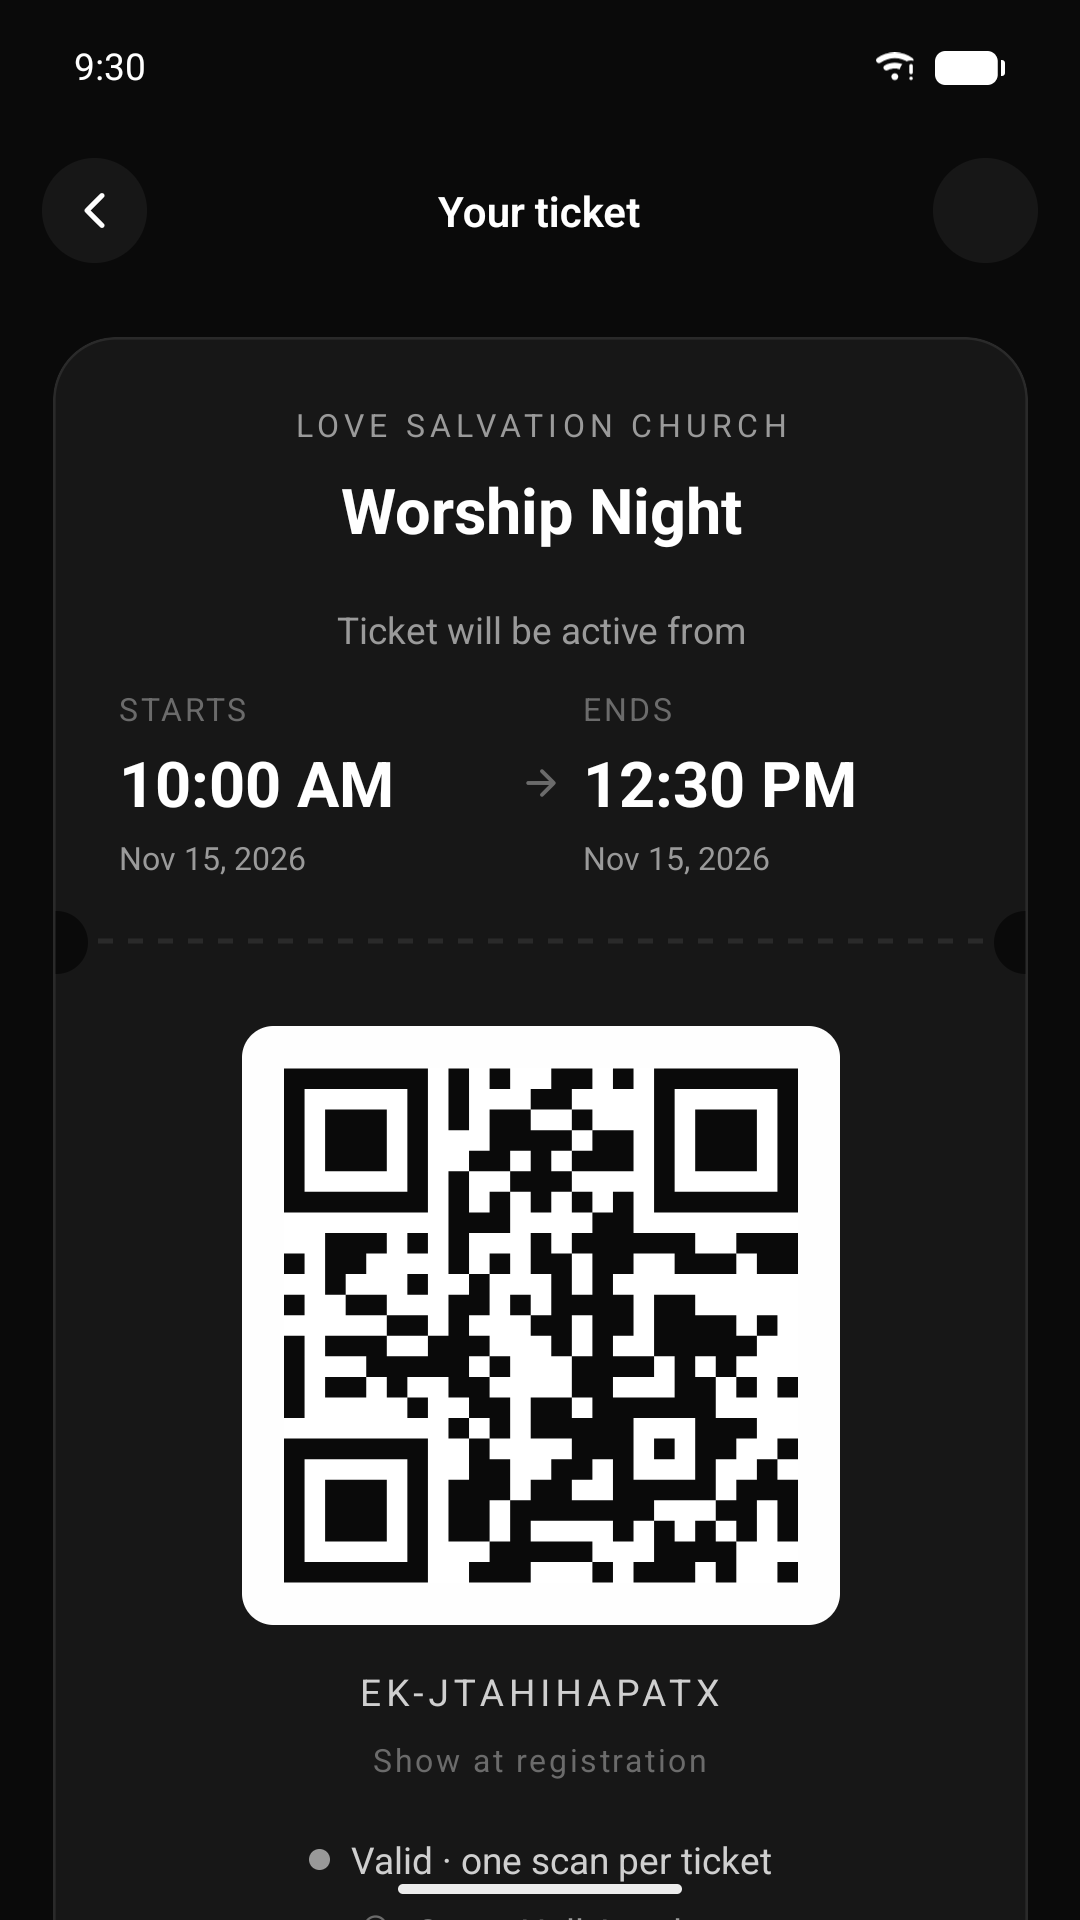 9:30
Your ticket
LOVE SALVATION CHURCH
Worship Night
Ticket will be active from
STARTS
ENDS
10:00 AM
12:30 PM
Nov 15, 2026
Nov 15, 2026
EK-JTAHIHAPATX
Show at registration
Valid · one scan per ticket